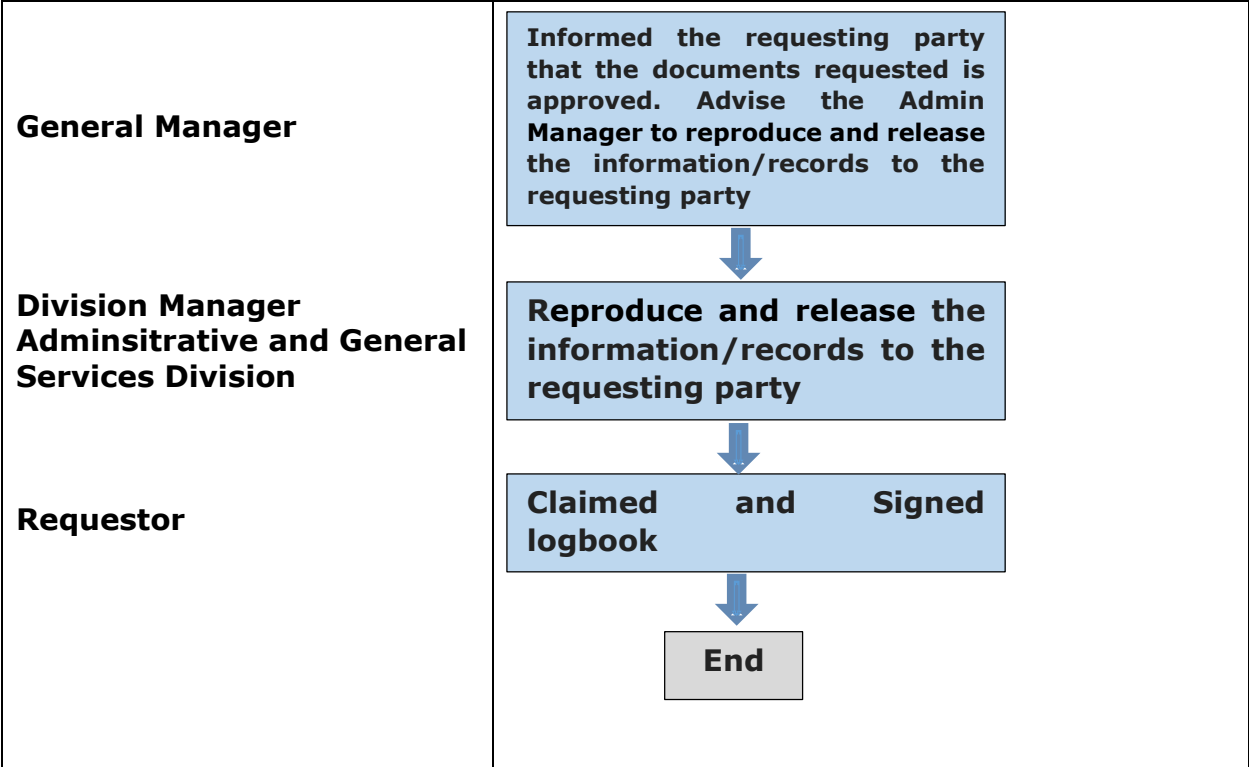 General Manager
Informed the requesting party
that the documents requested is
approved. Advise the Admin
Manager to reproduce and release
the information/records to the
requesting party
Division Manager
Adminsitrative and General
Services Division
Reproduce and release the
information/records to the
requesting party
Requestor
Claimed and Signed
logbook
End